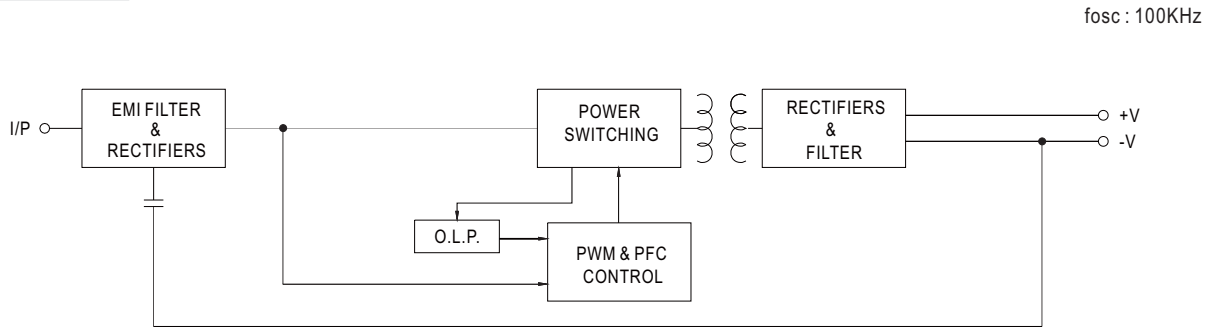 fosc : 100KHz
I/P
EMI FILTER
&
RECTIFIERS
POWER
SWITCHING
RECTIFIERS
&
FILTER
+V
-V
O.L.P.
PWM & PFC
CONTROL